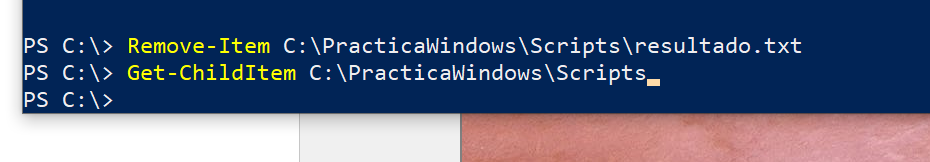 PS C:\> Remove-Item C:\PracticaWindows\Scripts\resultado.txt
PS C:\> Get-ChildItem C:\PracticaWindows\Scripts
PS C:\>